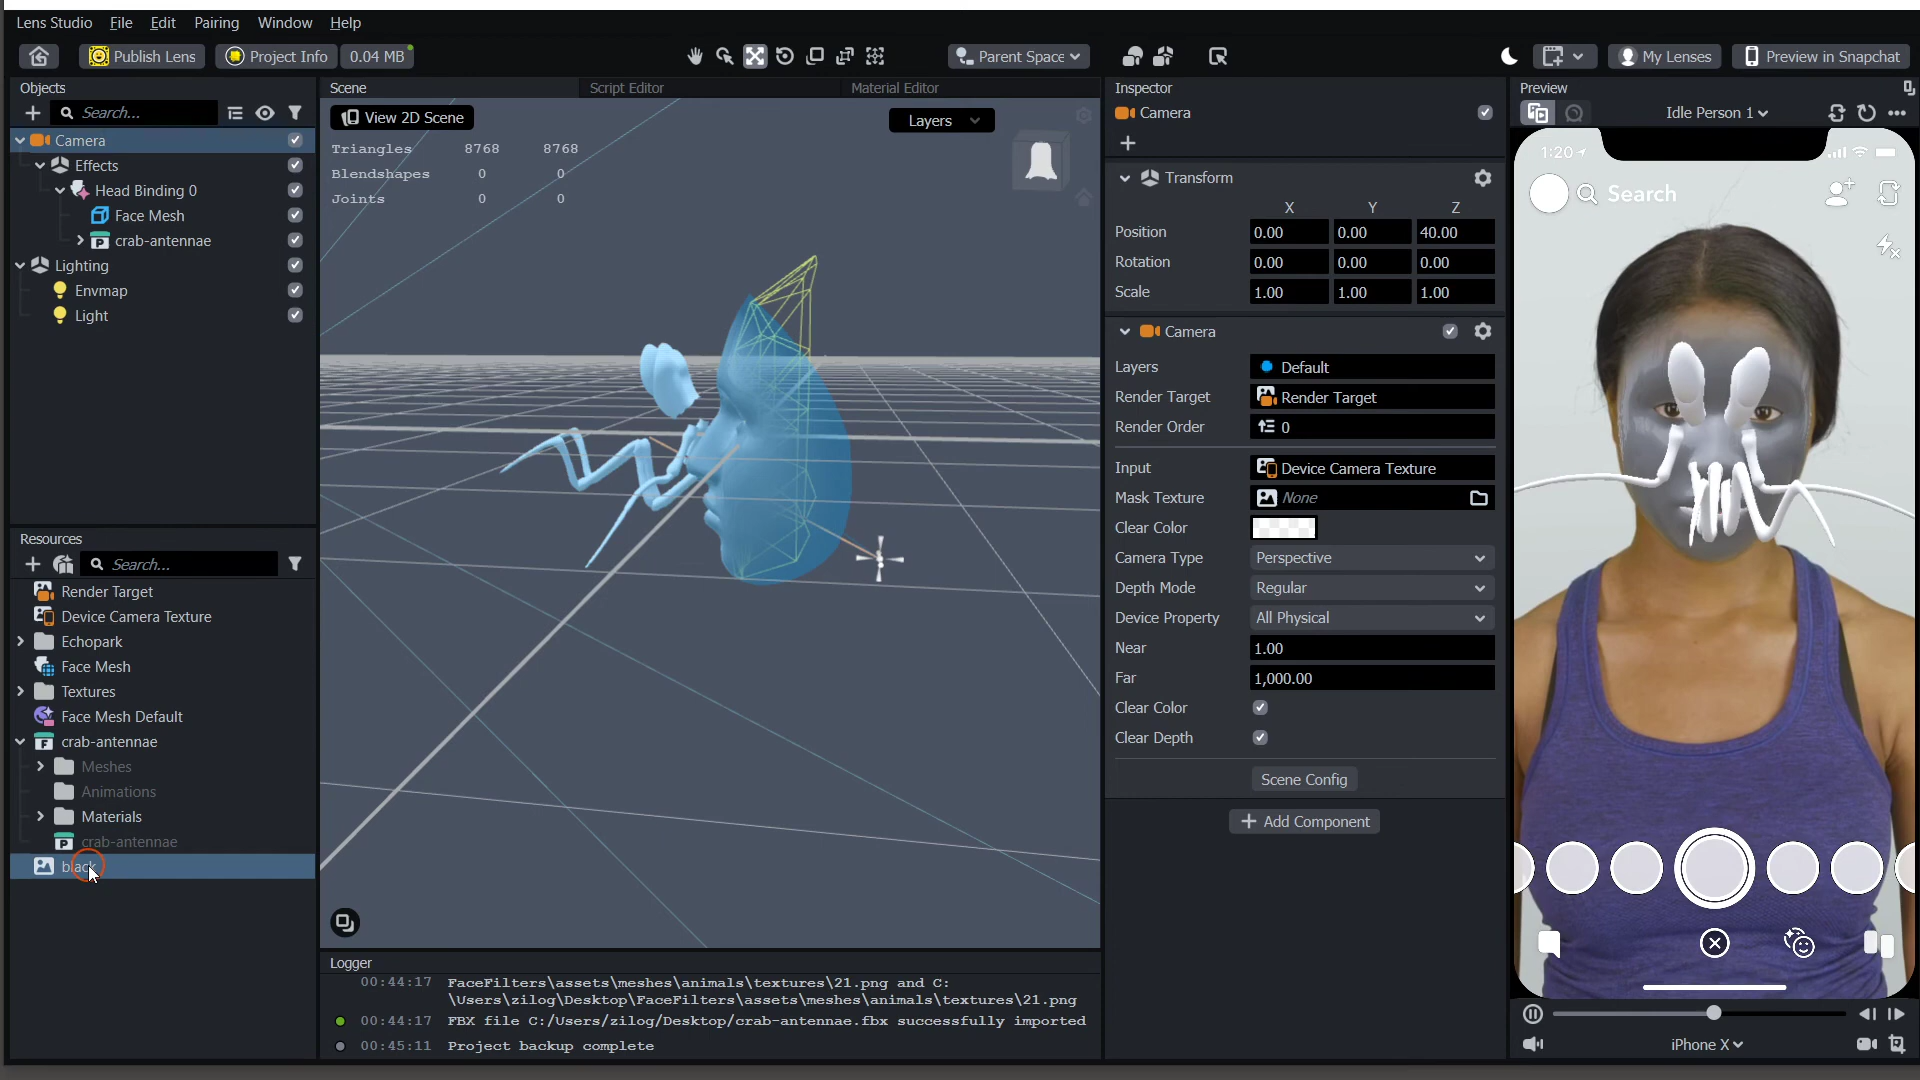 Lens Studio File Edit Pairing Window Help
Publish Lens Project Info 0.04 MB Parent Space My Lenses Preview in Snapchat
Objects
Search...
Camera
Effects
Head Binding 0
Face Mesh
crab-antennae
Lighting
Envmap
Light
Resources
Search...
Render Target
Device Camera Texture
Echopark
Face Mesh
Textures
Face Mesh Default
crab-antennae
Meshes
Animations
Materials
crab-antennae
black
Scene Script Editor Material Editor
View 2D Scene Layers
Triangles 8768 8768
Blendshapes 0 0
Joints 0 0
Logger
00:44:17 FaceFilters\assets\meshes\animals\textures\21.png and C:
\Users\zilog\Desktop\FaceFilters\assets\meshes\animals\textures\21.png
00:44:17 FBX file C:/Users/zilog/Desktop/crab-antennae.fbx successfully imported
00:45:11 Project backup complete
Inspector
Camera
Transform
X Y Z
Position 0.00 0.00 40.00
Rotation 0.00 0.00 0.00
Scale 1.00 1.00 1.00
Camera
Layers Default
Render Target Render Target
Render Order 0
Input Device Camera Texture
Mask Texture None
Clear Color
Camera Type Perspective
Depth Mode Regular
Device Property All Physical
Near 1.00
Far 1,000.00
Clear Color
Clear Depth
Scene Config
Add Component
Preview
Idle Person 1
1:20
Search
iPhone X